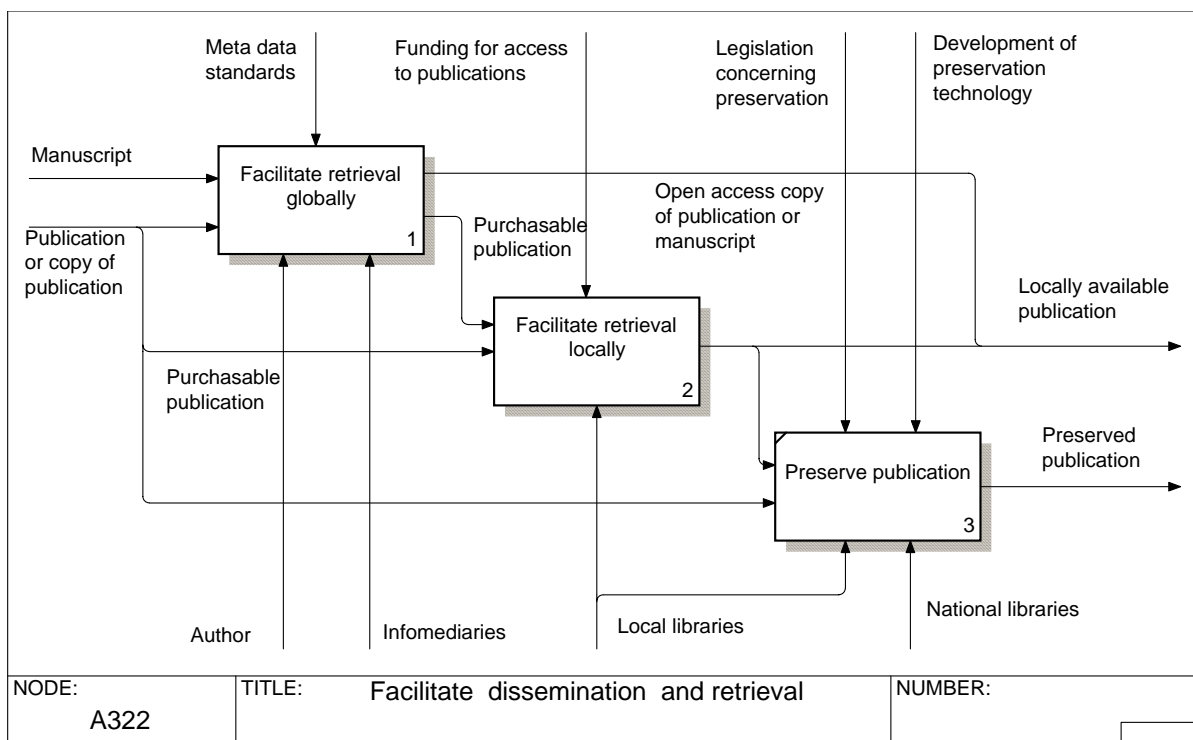 Meta data
standards
Funding for access
to publications
Legislation
concerning
preservation
Development of
preservation
technology
Manuscript
Facilitate retrieval
globally
1
Publication
or copy of
publication
Purchasable
publication
Open access copy
of publication or
manuscript
Locally available
publication
Facilitate retrieval
locally
2
Purchasable
publication
Preserve publication
3
Preserved
publication
Author
Infomediaries
Local libraries
National libraries
NODE:
A322
TITLE:
Facilitate dissemination and retrieval
NUMBER: